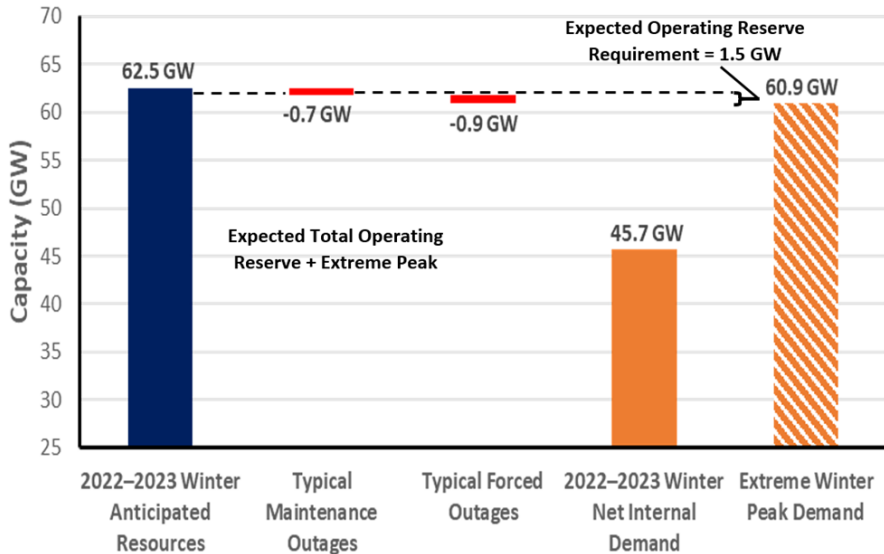 70
65
60
55
50
45
40
35
30
25
Capacity (GW)
62.5 GW
-0.7 GW
-0.9 GW
Expected Operating Reserve
Requirement = 1.5 GW
60.9 GW
45.7 GW
Expected Total Operating
Reserve + Extreme Peak
2022–2023 Winter
Anticipated
Resources
Typical
Maintenance
Outages
Typical Forced
Outages
2022–2023 Winter
Net Internal
Demand
Extreme Winter
Peak Demand